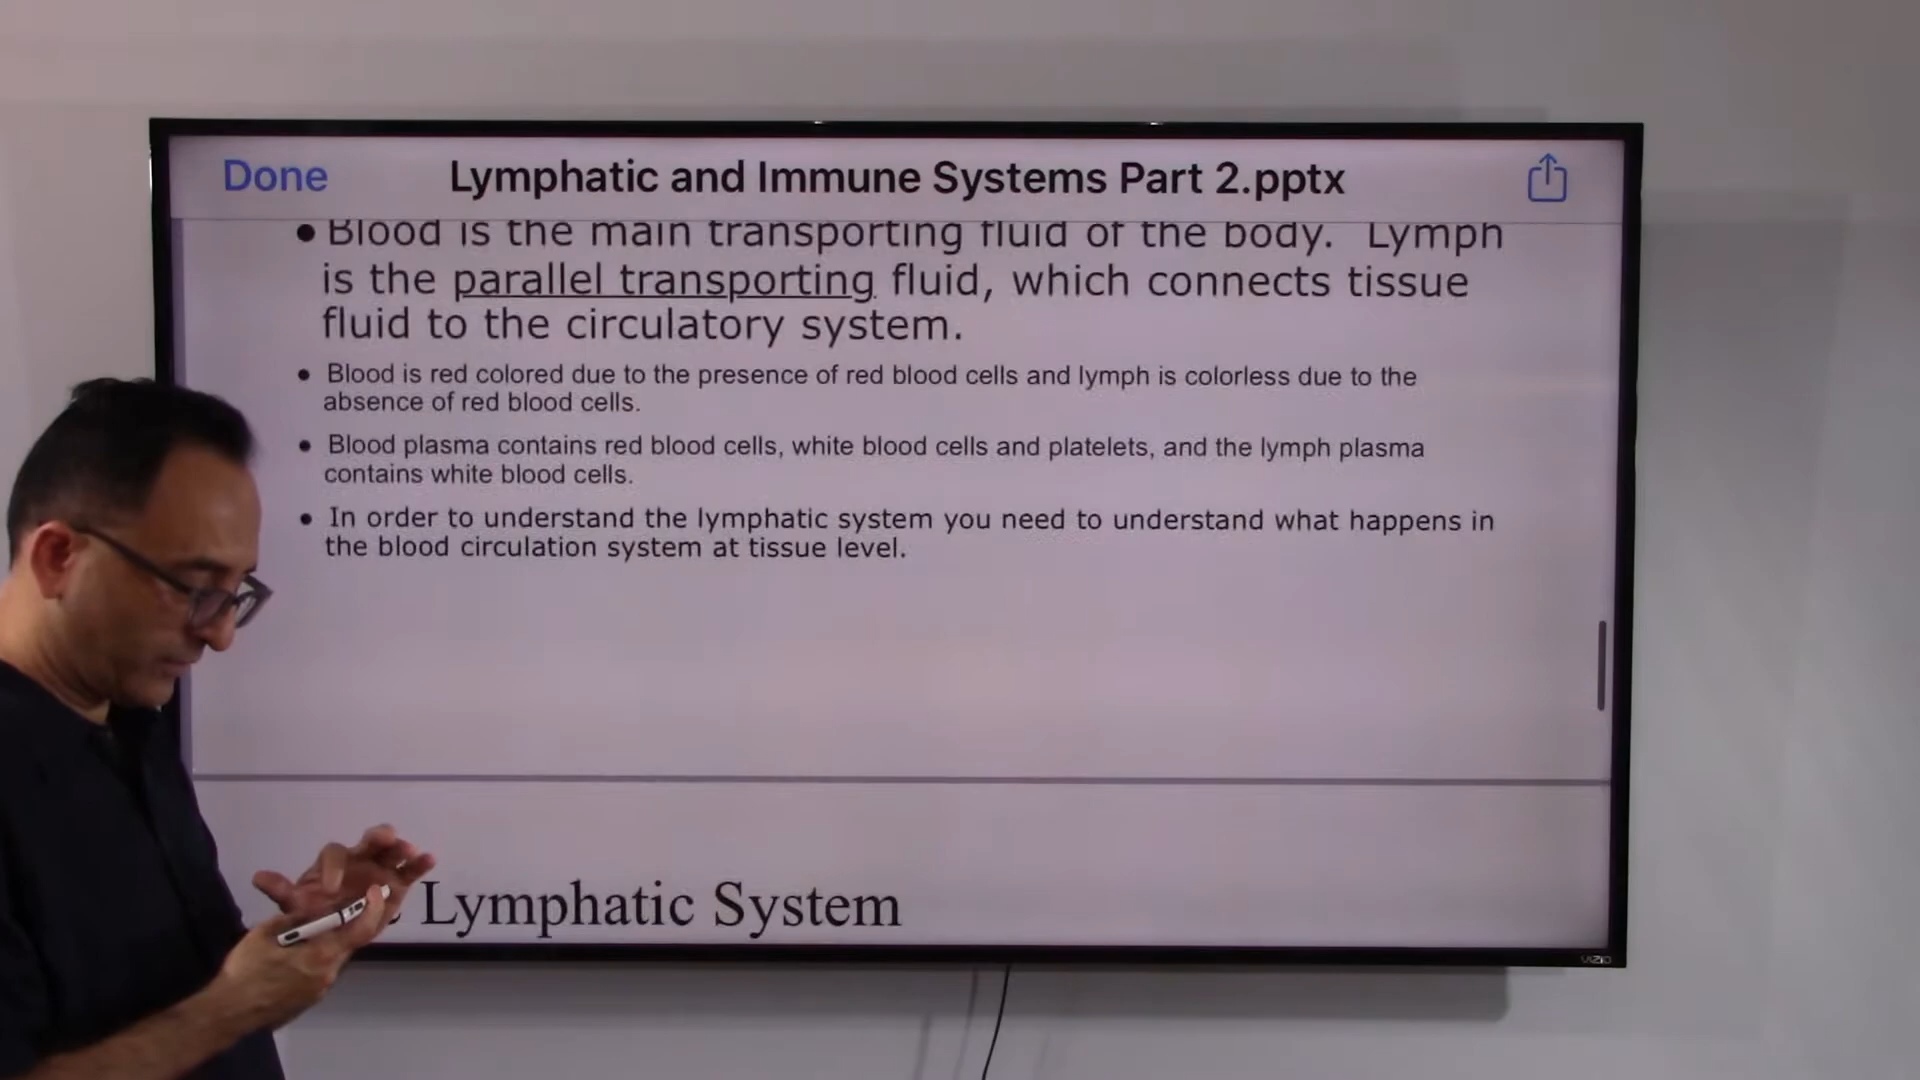 Done Lymphatic and Immune Systems Part 2.pptx
• Blood is the main transporting fluid of the body. Lymph
is the parallel transporting fluid, which connects tissue
fluid to the circulatory system.
• Blood is red colored due to the presence of red blood cells and lymph is colorless due to the
absence of red blood cells.
• Blood plasma contains red blood cells, white blood cells and platelets, and the lymph plasma
contains white blood cells.
• In order to understand the lymphatic system you need to understand what happens in
the blood circulation system at tissue level.
Lymphatic System
VIZIO